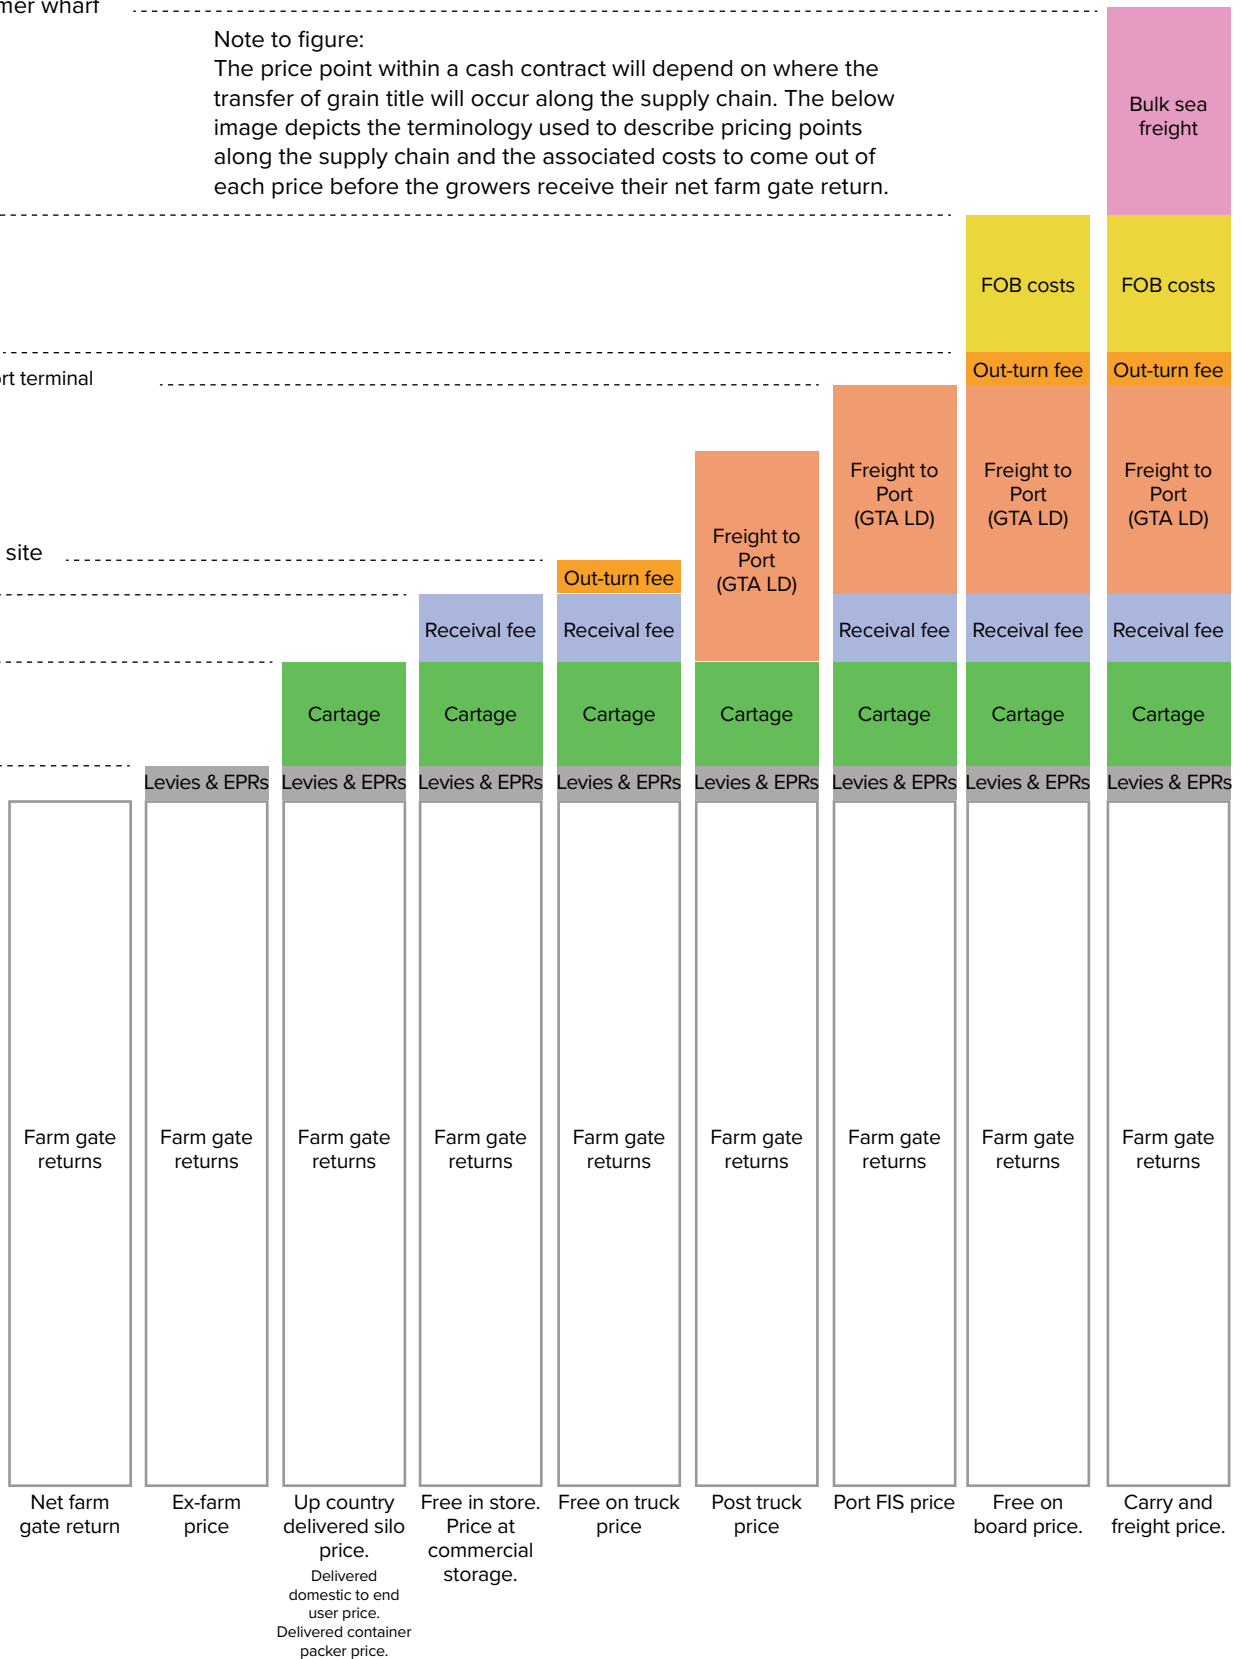 wharf
Note to figure:
The price point within a cash contract will depend on where the
transfer of grain title will occur along the supply chain. The below
image depicts the terminology used to describe pricing points
along the supply chain and the associated costs to come out of
each price before the growers receive their net farm gate return.
Bulk sea
freight
FOB costs
FOB costs
Out-turn fee
Out-turn fee
terminal
Freight to
Port
(GTA LD)
Freight to
Port
(GTA LD)
Freight to
Port
(GTA LD)
Freight to
Port
(GTA LD)
site
Out-turn fee
Receival fee
Receival fee
Receival fee
Receival fee
Receival fee
Cartage
Cartage
Cartage
Cartage
Cartage
Cartage
Cartage
Levies & EPRs
Levies & EPRs
Levies & EPRs
Levies & EPRs
Levies & EPRs
Levies & EPRs
Levies & EPRs
Levies & EPRs
Farm gate
returns
Farm gate
returns
Farm gate
returns
Farm gate
returns
Farm gate
returns
Farm gate
returns
Farm gate
returns
Farm gate
returns
Farm gate
returns
Net farm
gate return
Ex-farm
price
Up country
delivered silo
price.
Delivered
domestic to end
user price.
Delivered container
packer price.
Free in store.
Price at
commercial
storage.
Free on truck
price
Post truck
price
Port FIS price
Free on
board price.
Carry and
freight price.